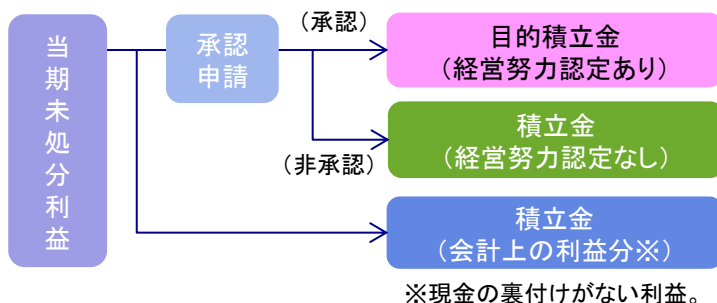 当期未処分利益
承認
申請
（承認）
目的積立金
（経営努力認定あり）
（非承認）
積立金
（経営努力認定なし）
積立金
（会計上の利益分※）
※現金の裏付けがない利益。